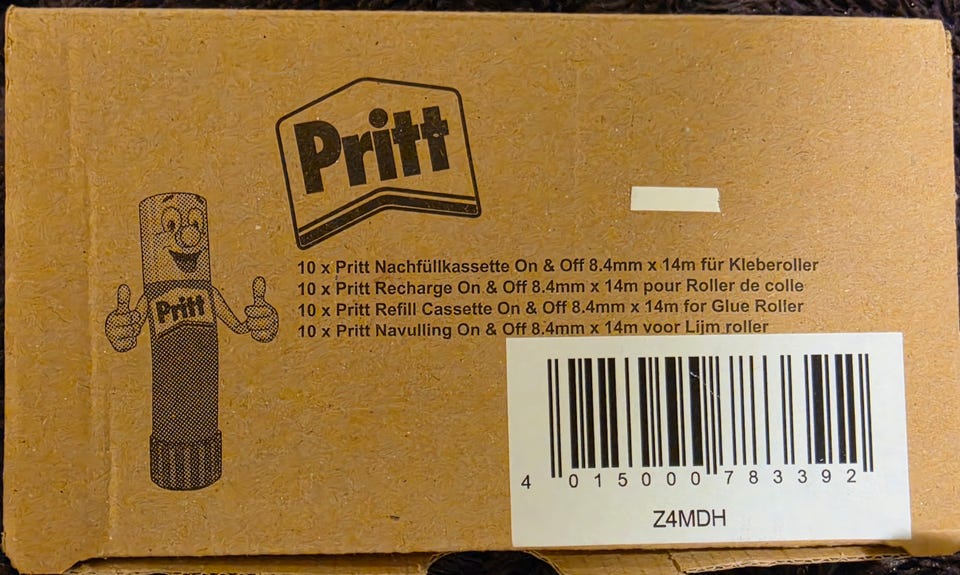 Pritt
Pritt
10 x Pritt Nachfüllkassette On & Off 8.4mm x 14m für Kleberoller
10 x Pritt Recharge On & Off 8.4mm x 14m pour Roller de colle
10 x Pritt Refill Cassette On & Off 8.4mm x 14m for Glue Roller
10 x Pritt Navulling On & Off 8.4mm x 14m voor Lijm roller
4 015000 783392
Z4MDH